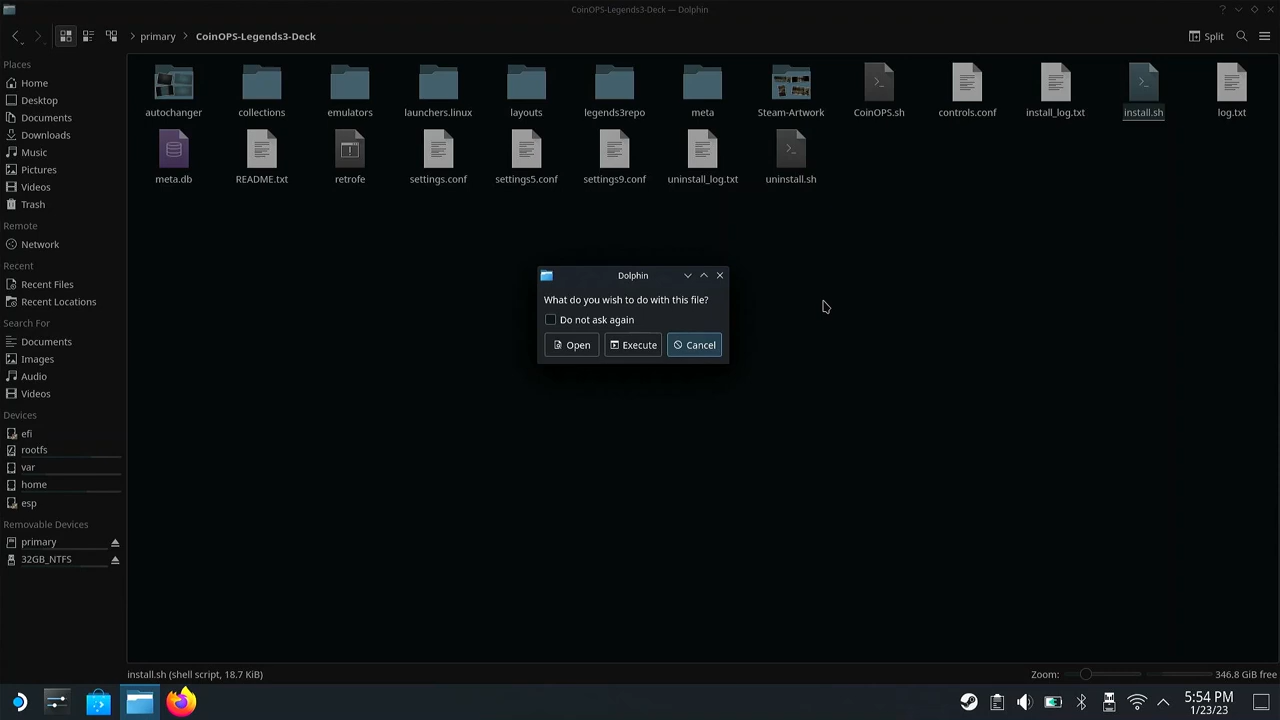 CoinOPS-Legends3-Deck — Dolphin
primary
CoinOPS-Legends3-Deck
Split
Places
Home
Desktop
Documents
Downloads
Music
Pictures
Videos
Trash
Remote
Network
Recent
Recent Files
Recent Locations
Search For
Documents
Images
Audio
Videos
Devices
efi
rootfs
var
home
esp
Removable Devices
primary
32GB_NTFS
autochanger
collections
emulators
launchers.linux
layouts
legends3repo
meta
Steam-Artwork
CoinOPS.sh
controls.conf
install_log.txt
install.sh
log.txt
meta.db
README.txt
retrofe
settings.conf
settings5.conf
settings9.conf
uninstall_log.txt
uninstall.sh
Dolphin
What do you wish to do with this file?
Do not ask again
Open
Execute
Cancel
install.sh (shell script, 18.7 KiB)
Zoom:
346.8 GiB free
5:54 PM
1/23/23